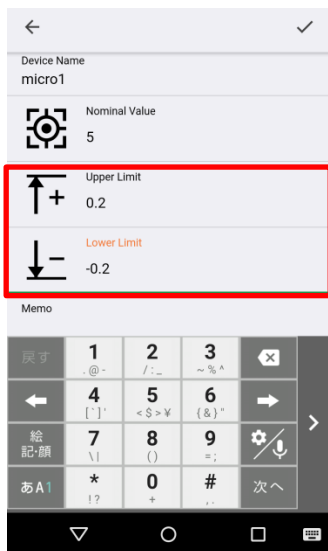 Device Name
micro1
Nominal Value
5
Upper Limit
0.2
Lower Limit
-0.2
Memo
戻す 1 2 3
. @ - / : _ ~ % ^
4 5 6
[ ' ] ' < $ > ¥ { & } "
絵記・顔 7 8 9
\ | ( ) = ;
あA1 * 0 # 次へ
! ? + , .